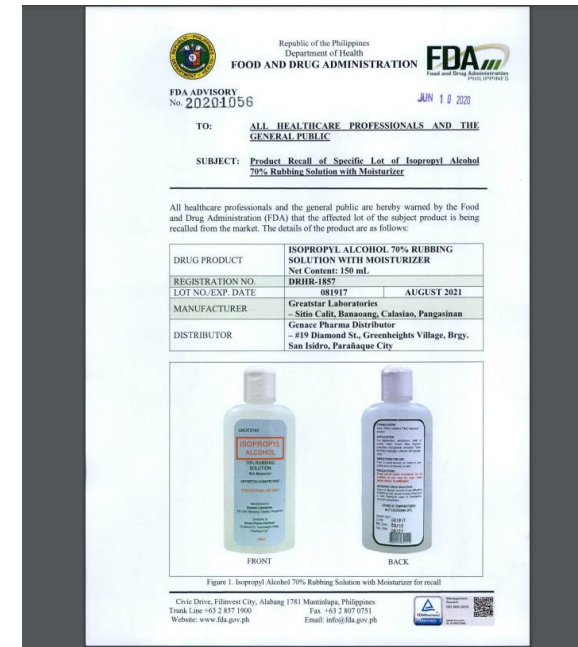 Republic of the Philippines
Department of Health
FOOD AND DRUG ADMINISTRATION
FDA
Food and Drug Administration
PHILIPPINES
FDA ADVISORY
No. 2020-1056
JUN 10 2020
TO: ALL HEALTHCARE PROFESSIONALS AND THE
GENERAL PUBLIC
SUBJECT: Product Recall of Specific Lot of Isopropyl Alcohol
70% Rubbing Solution with Moisturizer
All healthcare professionals and the general public are hereby warned by the Food
and Drug Administration (FDA) that the affected lot of the subject product is being
recalled from the market. The details of the product are as follows:
DRUG PRODUCT
ISOPROPYL ALCOHOL 70% RUBBING
SOLUTION WITH MOISTURIZER
Net Content: 150 mL
REGISTRATION NO. DRHR-1857
LOT NO./EXP. DATE 081917 AUGUST 2021
MANUFACTURER
Greatstar Laboratories
– Sitio Calit, Banaoang, Calasiao, Pangasinan
DISTRIBUTOR
Genace Pharma Distributor
– #19 Diamond St., Greenheights Village, Brgy.
San Isidro, Parañaque City
ISOPROPYL
ALCOHOL
70% RUBBING
SOLUTION
FRONT BACK
Figure 1. Isopropyl Alcohol 70% Rubbing Solution with Moisturizer for recall
Civic Drive, Filinvest City, Alabang 1781 Muntinlupa, Philippines
Trunk Line +63 2 857 1900 Fax +63 2 807 0751
Website: www.fda.gov.ph Email: info@fda.gov.ph